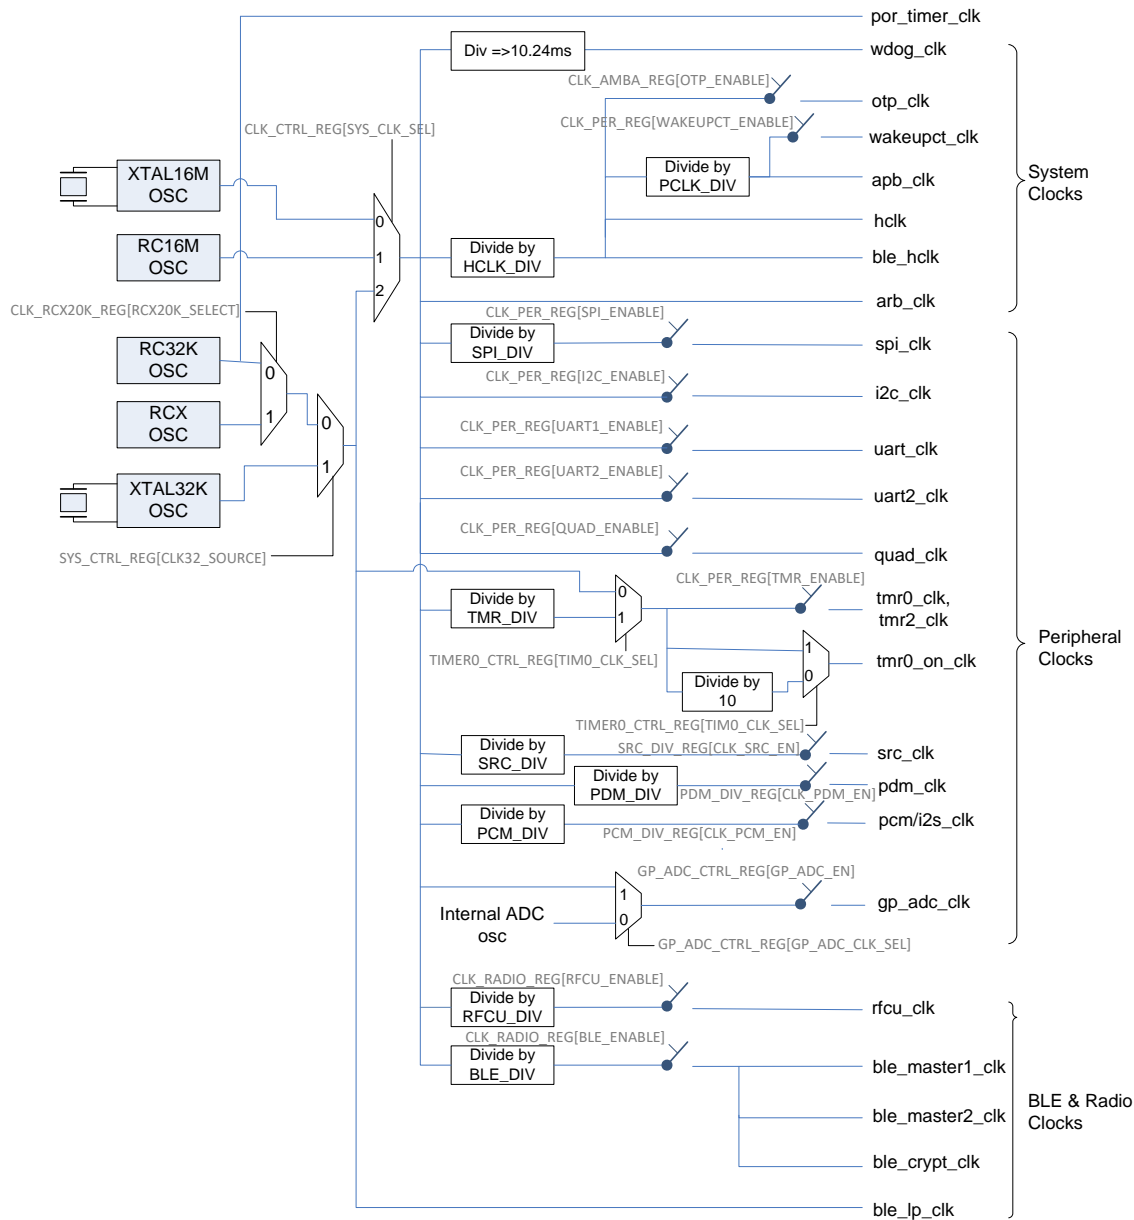 por_timer_clk
Div =>10.24ms
wdog_clk
CLK_AMBA_REG[OTP_ENABLE]
otp_clk
CLK_CTRL_REG[SYS_CLK_SEL]
CLK_PER_REG[WAKEUPCT_ENABLE]
wakeupct_clk
XTAL16M
OSC
Divide by
PCLK_DIV
apb_clk
System
Clocks
0
hclk
RC16M
OSC
1
Divide by
HCLK_DIV
ble_hclk
2
arb_clk
CLK_RCX20K_REG[RCX20K_SELECT]
CLK_PER_REG[SPI_ENABLE]
RC32K
OSC
0
Divide by
SPI_DIV
spi_clk
CLK_PER_REG[I2C_ENABLE]
i2c_clk
RCX
OSC
1
0
CLK_PER_REG[UART1_ENABLE]
uart_clk
1
CLK_PER_REG[UART2_ENABLE]
XTAL32K
OSC
uart2_clk
CLK_PER_REG[QUAD_ENABLE]
quad_clk
SYS_CTRL_REG[CLK32_SOURCE]
CLK_PER_REG[TMR_ENABLE]
0
Divide by
TMR_DIV
1
tmr0_clk,
tmr2_clk
TIMER0_CTRL_REG[TIM0_CLK_SEL]
1
tmr0_on_clk
Peripheral
Clocks
0
Divide by
10
TIMER0_CTRL_REG[TIM0_CLK_SEL]
Divide by
SRC_DIV
SRC_DIV_REG[CLK_SRC_EN]
src_clk
Divide by
PDM_DIV
PDM_DIV_REG[CLK_PDM_EN]
pdm_clk
Divide by
PCM_DIV
PCM_DIV_REG[CLK_PCM_EN]
pcm/i2s_clk
GP_ADC_CTRL_REG[GP_ADC_EN]
1
gp_adc_clk
Internal ADC
osc
0
GP_ADC_CTRL_REG[GP_ADC_CLK_SEL]
CLK_RADIO_REG[RFCU_ENABLE]
Divide by
RFCU_DIV
rfcu_clk
CLK_RADIO_REG[BLE_ENABLE]
Divide by
BLE_DIV
ble_master1_clk
BLE & Radio
Clocks
ble_master2_clk
ble_crypt_clk
ble_lp_clk